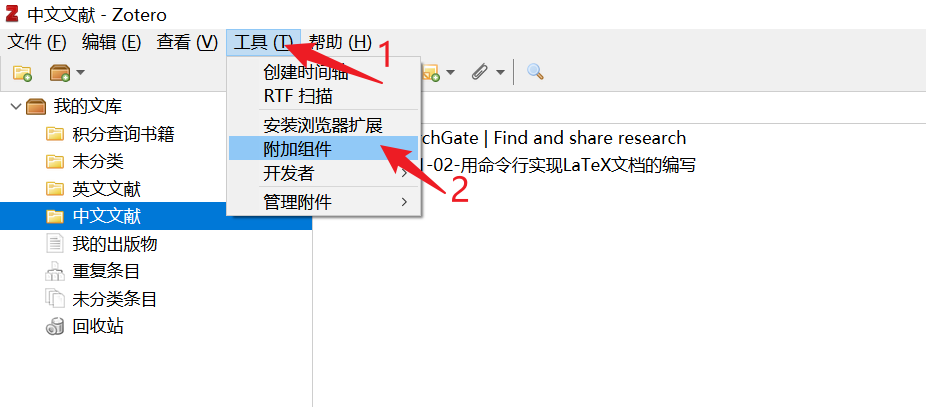 中文文献 - Zotero
文件 (F) 编辑 (E) 查看 (V) 工具 (T) 帮助 (H)
1
创建时间轴
RTF 扫描
安装浏览器扩展
附加组件
开发者
管理附件
2
我的文库
积分查询书籍
未分类
英文文献
中文文献
我的出版物
重复条目
未分类条目
回收站
chGate | Find and share research
-02-用命令行实现LaTeX文档的编写